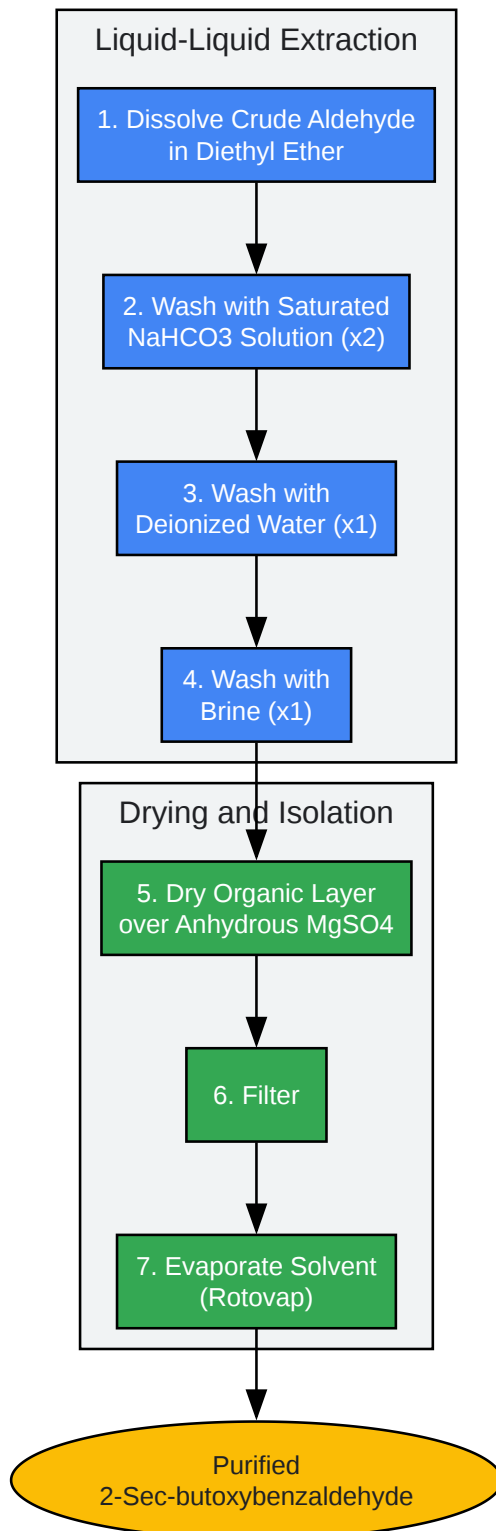 Liquid-Liquid Extraction
1. Dissolve Crude Aldehyde
in Diethyl Ether
2. Wash with Saturated
NaHCO3 Solution (x2)
3. Wash with
Deionized Water (x1)
4. Wash with
Brine (x1)
Drying and Isolation
5. Dry Organic Layer
over Anhydrous MgSO4
6. Filter
7. Evaporate Solvent
(Rotovap)
Purified
2-Sec-butoxybenzaldehyde